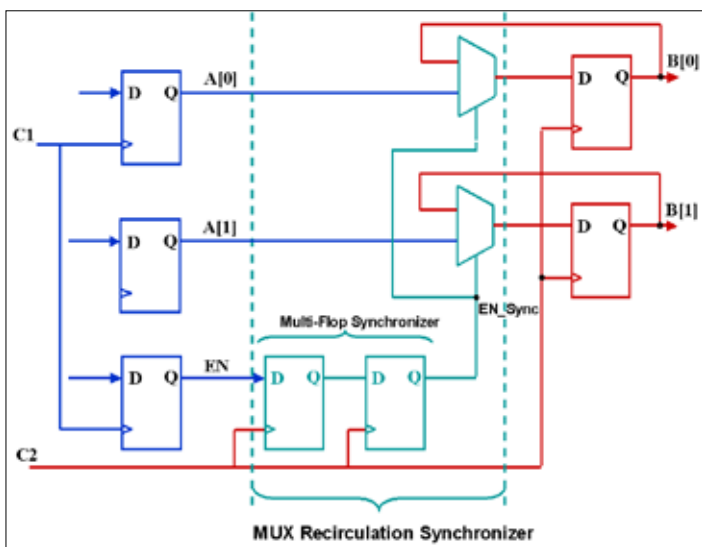 D Q A[0] B[0]
D Q
C1
D Q A[1] B[1]
D Q
EN_Sync
Multi-Flop Synchronizer
D Q EN D Q D Q
C2
MUX Recirculation Synchronizer